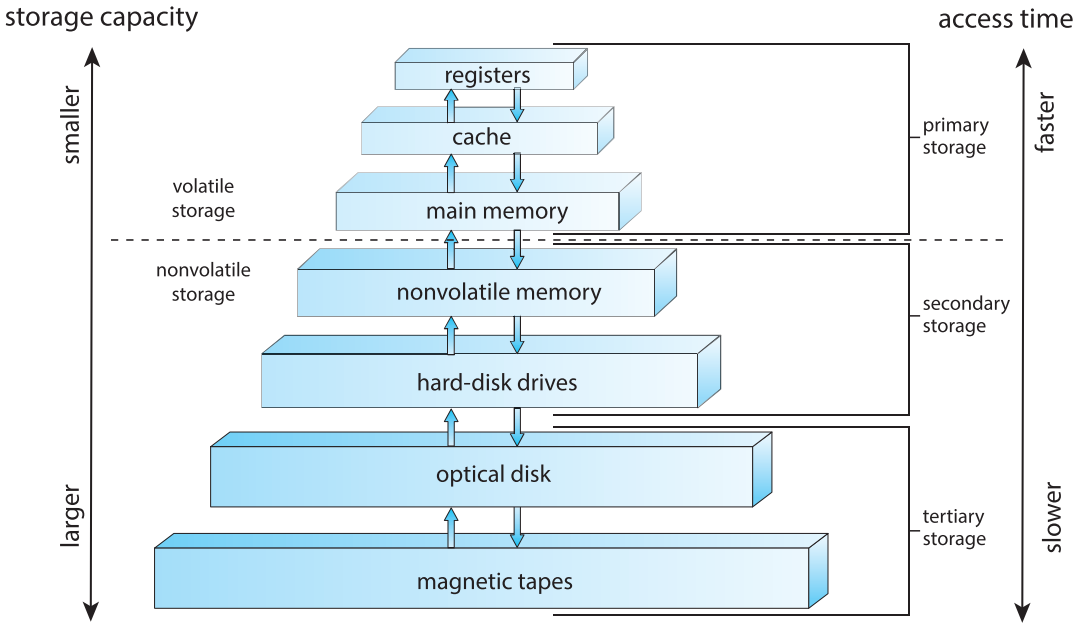 storage capacity
access time
smaller
larger
volatile
storage
nonvolatile
storage
registers
cache
main memory
nonvolatile memory
hard-disk drives
optical disk
magnetic tapes
primary
storage
secondary
storage
tertiary
storage
faster
slower